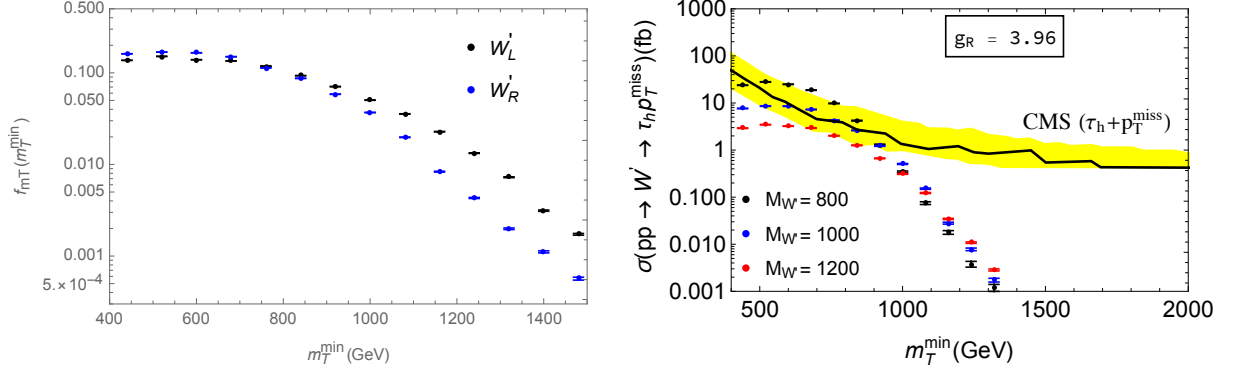 0.100
0.050
0.010
0.005
0.001
5.×10⁻⁴
f_mT(m_T^min)
W'_L
W'_R
400 600 800 1000 1200 1400
m_T^min(GeV)
1000
100
10
1
0.100
0.010
0.001
σ(pp → W' → τ_h p_T^miss)(fb)
g_R = 3.96
CMS (τ_h+p_T^miss)
M_W'= 800
M_W'= 1000
M_W'= 1200
500 1000 1500 2000
m_T^min(GeV)